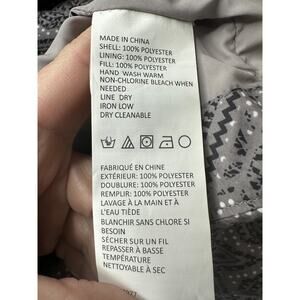 MADE IN CHINA
SHELL: 100% POLYESTER
LINING: 100% POLYESTER
FILL: 100% POLYESTER
HAND WASH WARM
NON-CHLORINE BLEACH WHEN
NEEDED
LINE DRY
IRON LOW
DRY CLEANABLE
FABRIQUÉ EN CHINE
EXTÉRIEUR: 100% POLYESTER
DOUBLURE: 100% POLYESTER
REMPLIR: 100% POLYESTER
LAVAGE À LA MAIN ET À
L'EAU TIÈDE
BLANCHIR SANS CHLORE SI
BESOIN
SÉCHER SUR UN FIL
REPASSER À BASSE
TEMPÉRATURE
NETTOYABLE À SEC